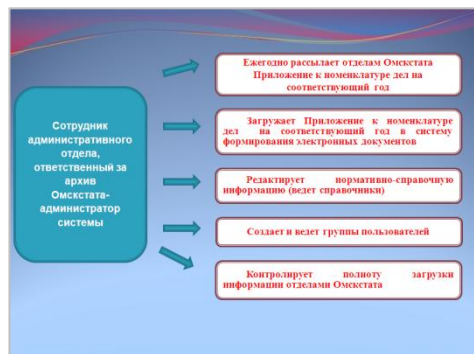 Сотрудник
административного
отдела,
ответственный за
архив
Омскстата-
администратор
системы
Ежегодно рассылает отделам Омскстата
Приложение к номенклатуре дел на
соответствующий год
Загружает Приложение к номенклатуре
дел на соответствующий год в систему
формирования электронных документов
Редактирует нормативно-справочную
информацию (ведет справочники)
Создает и ведет группы пользователей
Контролирует полноту загрузки
информации отделами Омскстата